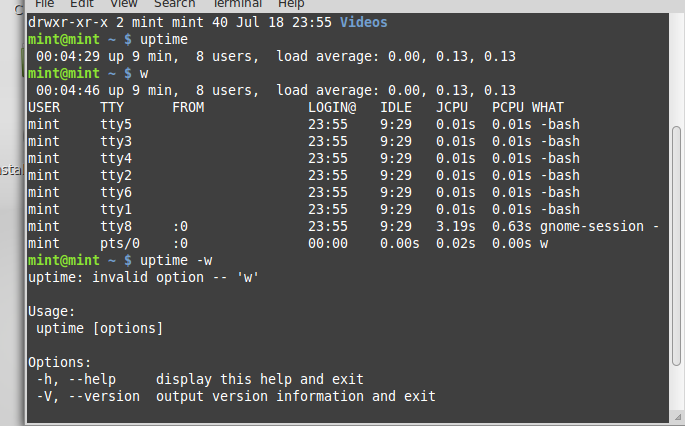 File Edit View Search Terminal Help
drwxr-xr-x 2 mint mint 40 Jul 18 23:55 Videos
mint@mint ~ $ uptime
 00:04:29 up 9 min,  8 users,  load average: 0.00, 0.13, 0.13
mint@mint ~ $ w
 00:04:46 up 9 min,  8 users,  load average: 0.00, 0.13, 0.13
USER     TTY      FROM             LOGIN@   IDLE   JCPU   PCPU WHAT
mint     tty5                      23:55    9:29   0.01s  0.01s -bash
mint     tty3                      23:55    9:29   0.01s  0.01s -bash
mint     tty4                      23:55    9:29   0.01s  0.01s -bash
mint     tty2                      23:55    9:29   0.01s  0.01s -bash
mint     tty6                      23:55    9:29   0.01s  0.01s -bash
mint     tty1                      23:55    9:29   0.01s  0.01s -bash
mint     tty8     :0               23:55    9:29   3.19s  0.63s gnome-session -
mint     pts/0    :0               00:00    0.00s  0.02s  0.00s w
mint@mint ~ $ uptime -w
uptime: invalid option -- 'w'

Usage:
 uptime [options]

Options:
 -h, --help     display this help and exit
 -V, --version  output version information and exit